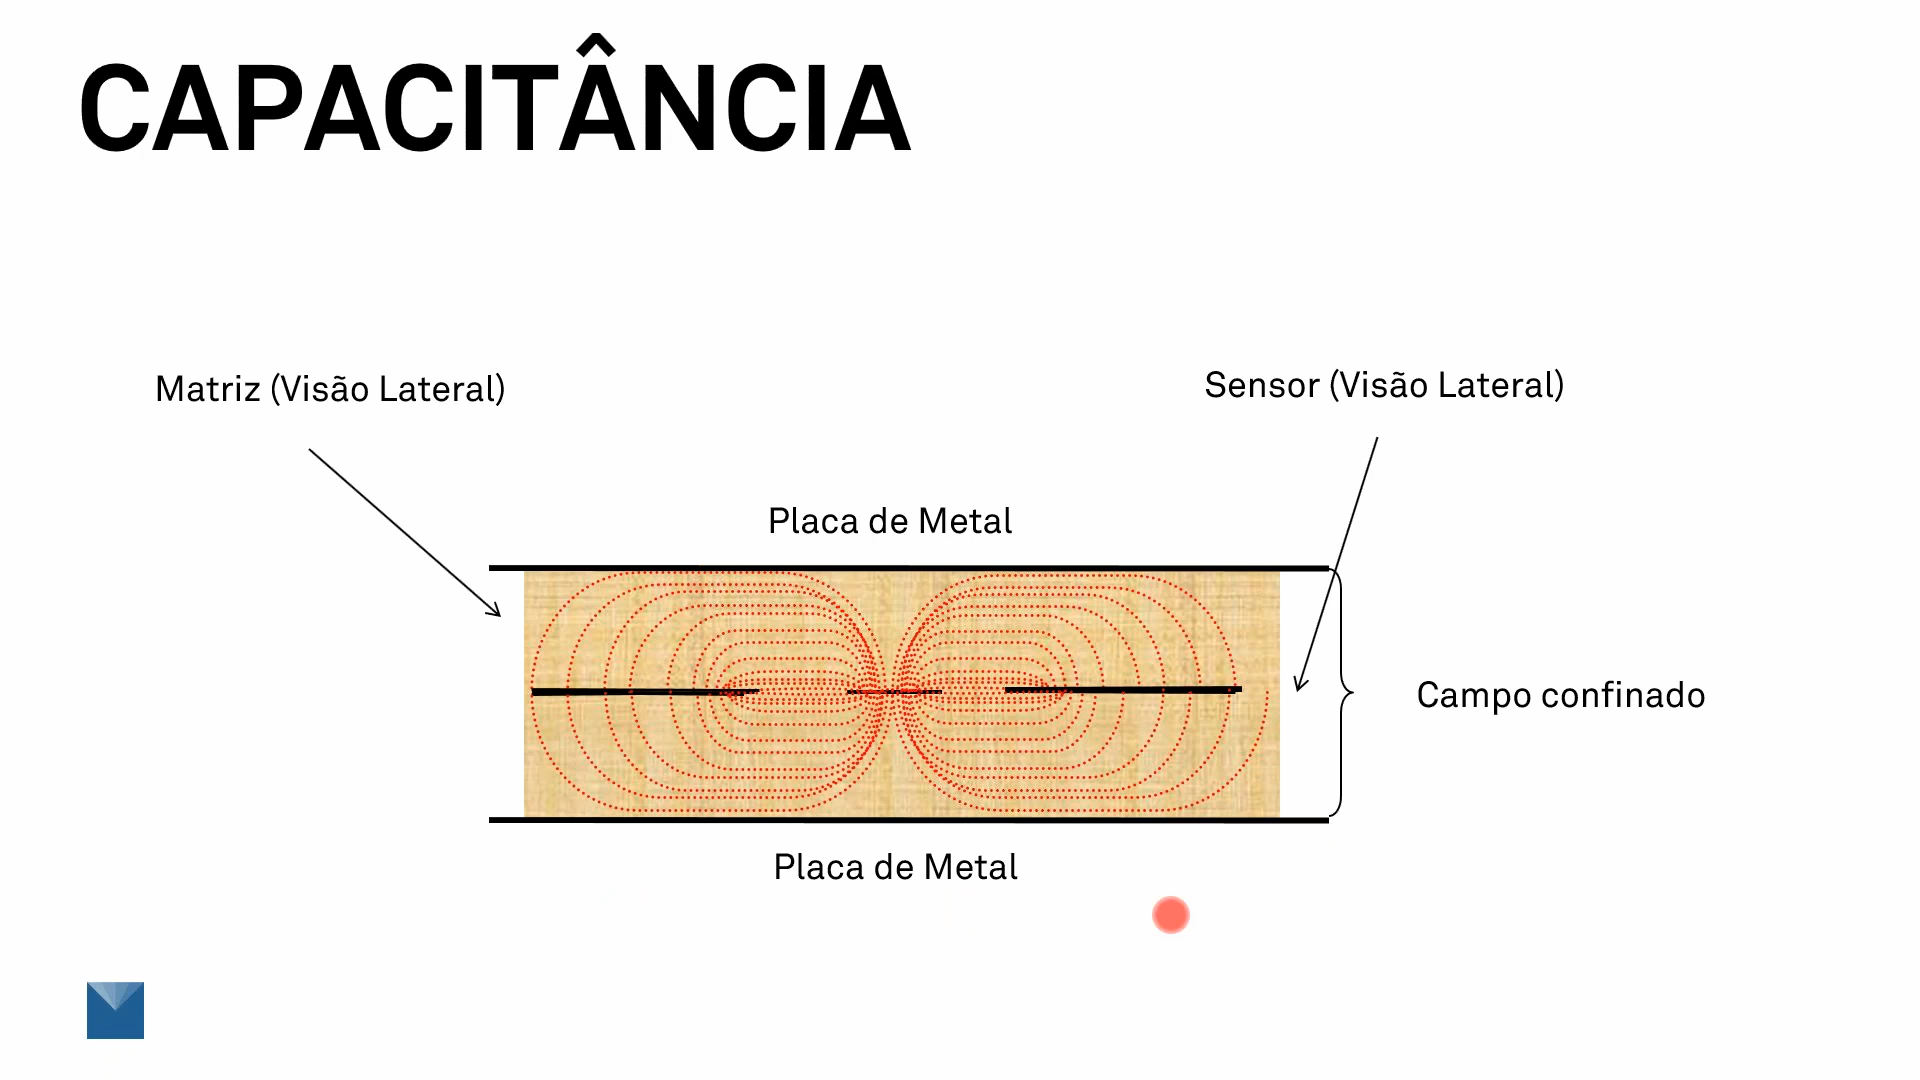 CAPACITÂNCIA
Matriz (Visão Lateral)
Sensor (Visão Lateral)
Placa de Metal
Campo confinado
Placa de Metal